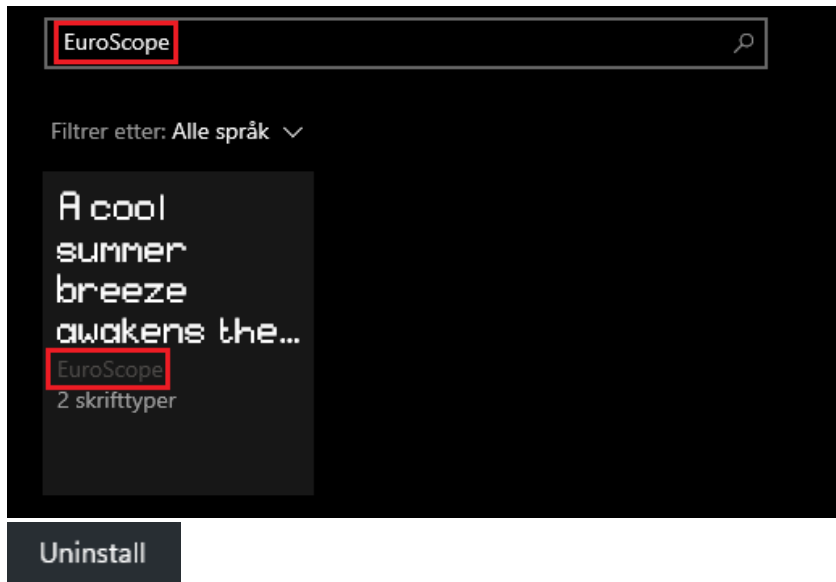 EuroScope
Filtrer etter: Alle språk
A cool
summer
breeze
awakens the...
EuroScope
2 skrifttyper
Uninstall